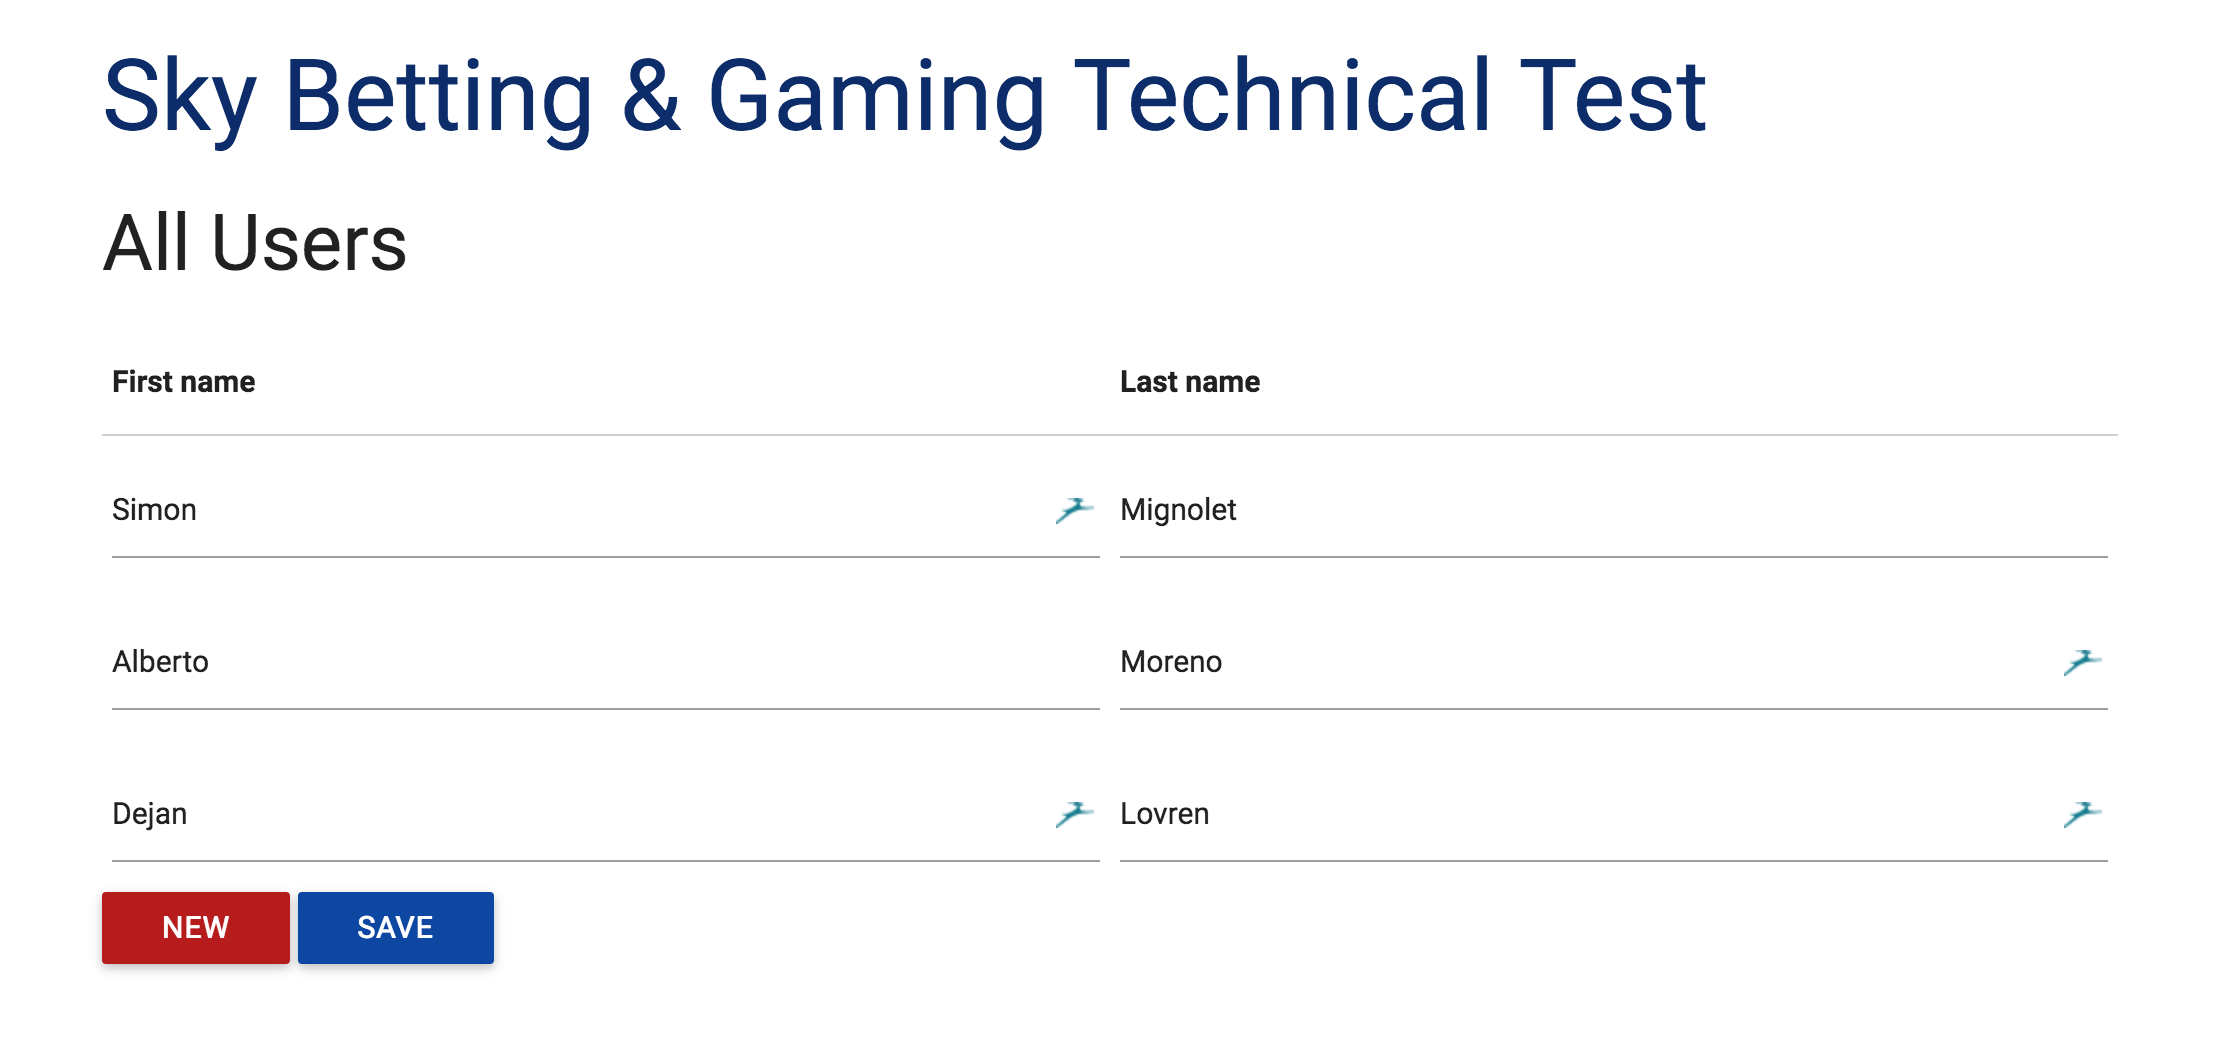 Sky Betting & Gaming Technical Test
All Users
First name Last name
Simon Mignolet
Alberto Moreno
Dejan Lovren
NEW SAVE